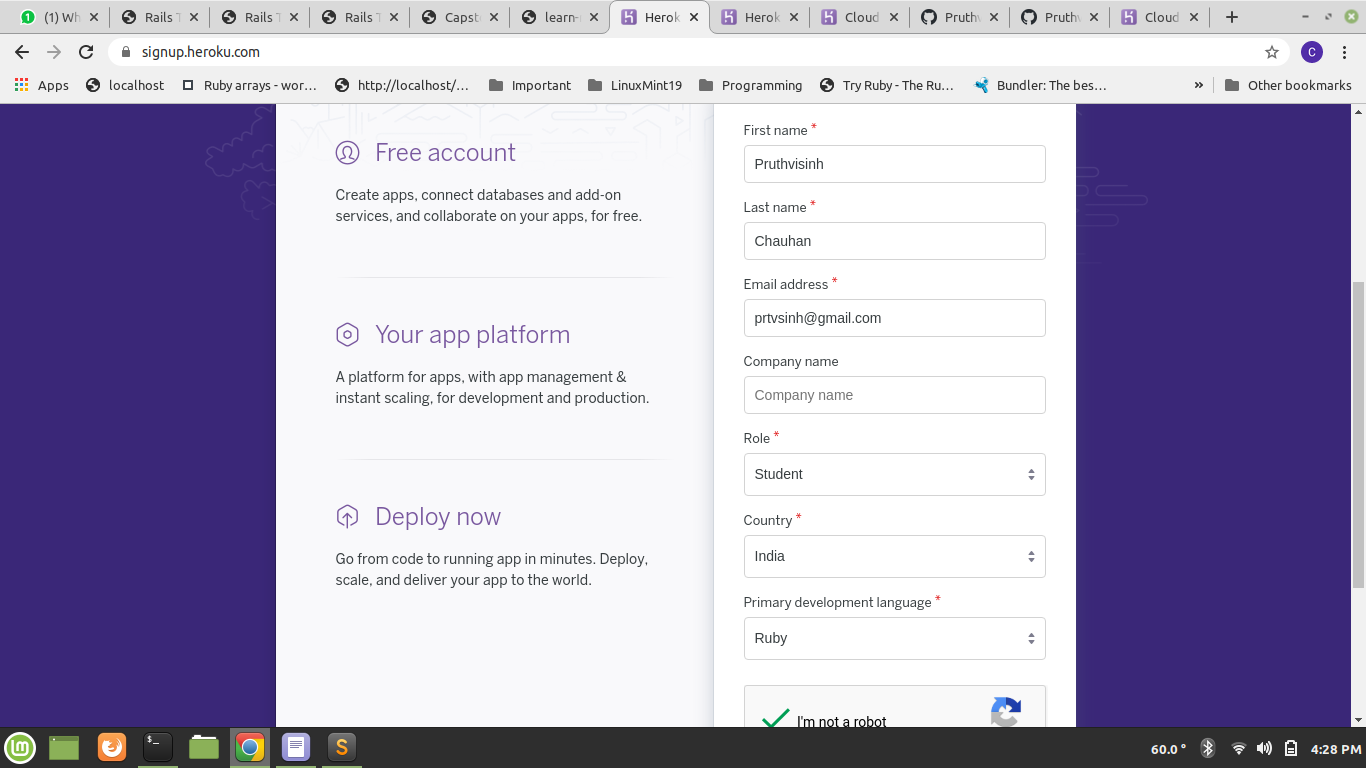 (1) Wh
Rails T
Rails T
Rails T
Capst
learn-
Herok
Herok
Cloud
Pruthv
Pruthv
Cloud
signup.heroku.com
C
Apps
localhost
Ruby arrays - wor…
http://localhost/…
Important
LinuxMint19
Programming
Try Ruby - The Ru…
Bundler: The bes…
»
Other bookmarks
Free account
Create apps, connect databases and add-on
services, and collaborate on your apps, for free.
Your app platform
A platform for apps, with app management &
instant scaling, for development and production.
Deploy now
Go from code to running app in minutes. Deploy,
scale, and deliver your app to the world.
First name *
Pruthvisinh
Last name *
Chauhan
Email address *
prtvsinh@gmail.com
Company name
Company name
Role *
Student
Country *
India
Primary development language *
Ruby
I'm not a robot
60.0 °
4:28 PM